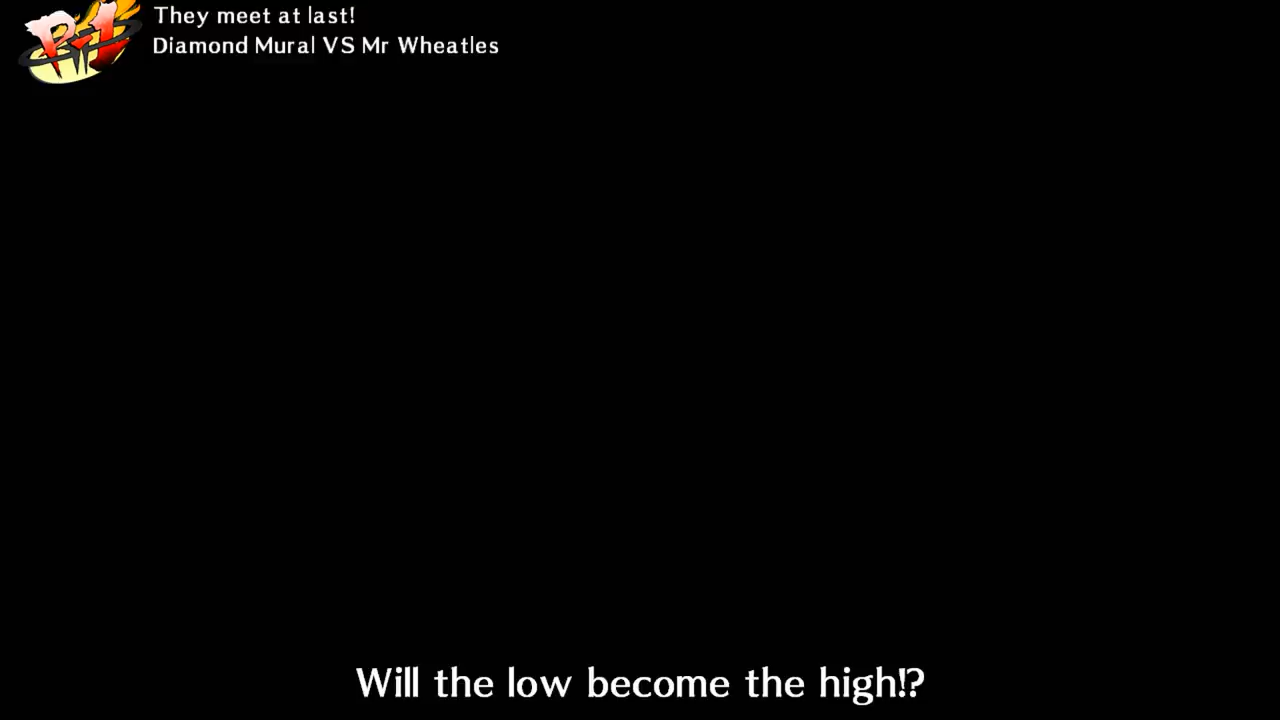 They meet at last!
Diamond Mural VS Mr Wheatles
Will the low become the high!?